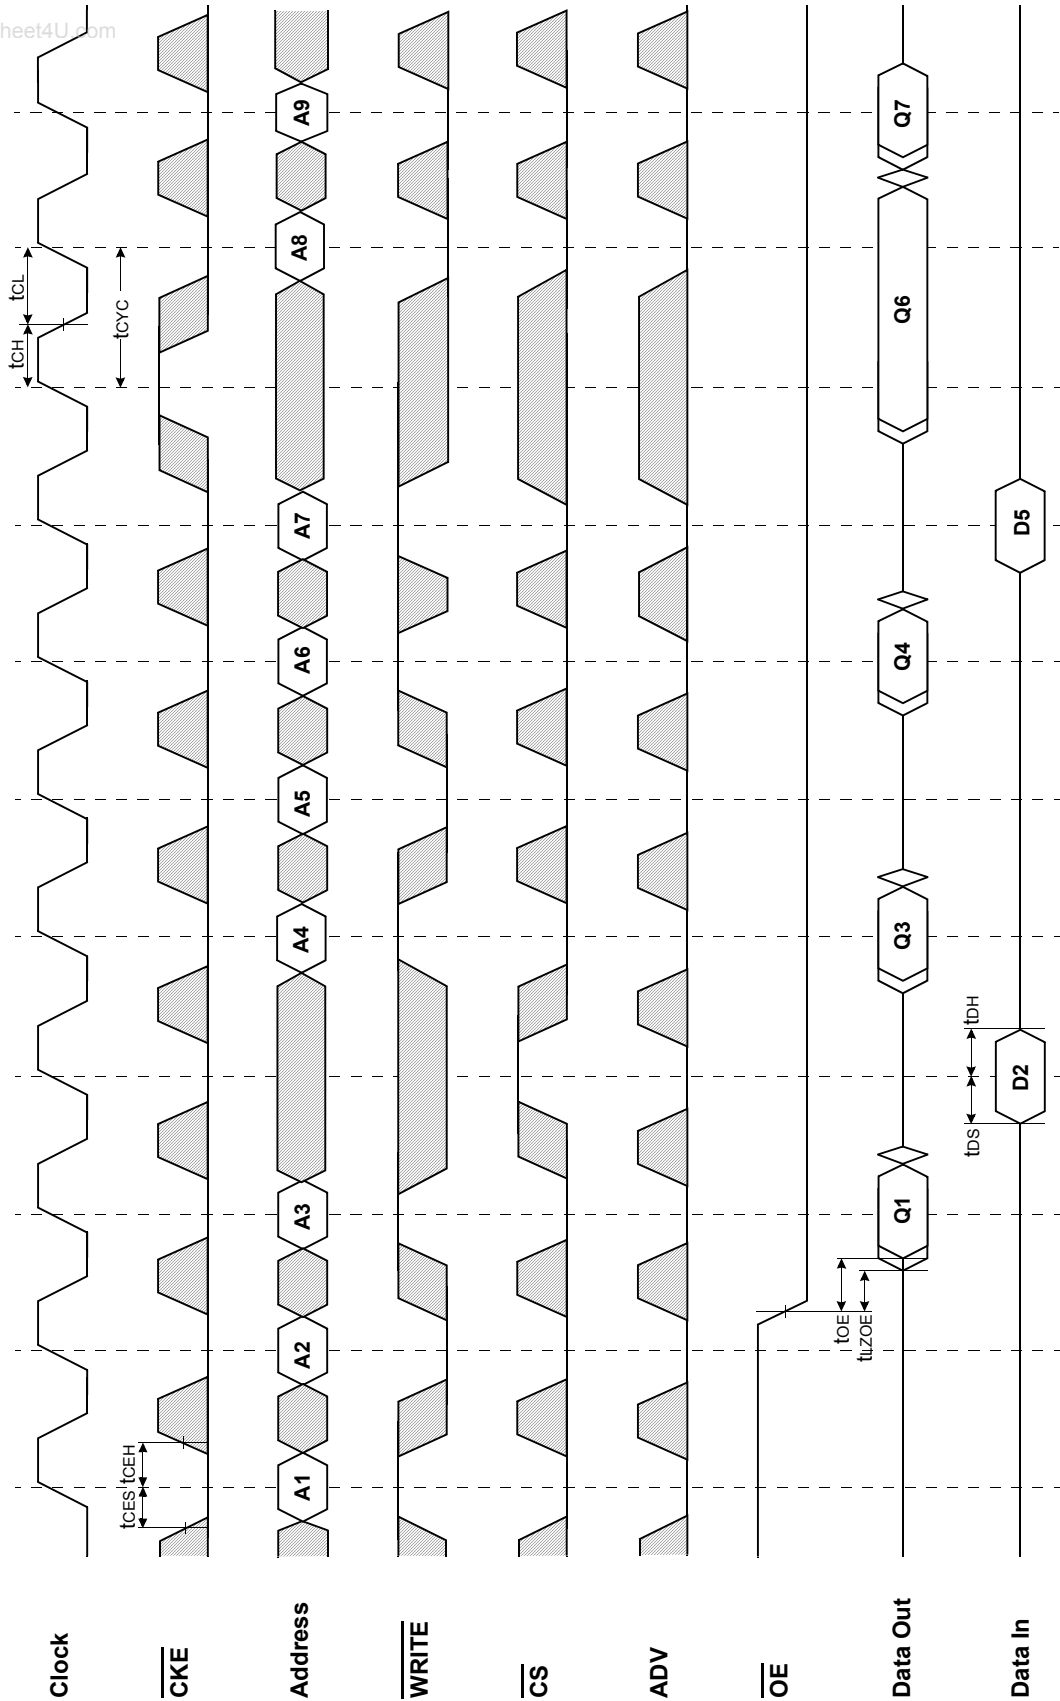 heet4U.com
Clock
tCH tCL
CKE
tCES tCEH
tCYC
Address
A1 A2 A3 A4 A5 A6 A7 A8 A9
WRITE
CS
ADV
OE
tOE
tLZOE
Data Out
Q1 Q3 Q4 Q6 Q7
tDS tDH
Data In
D2 D5